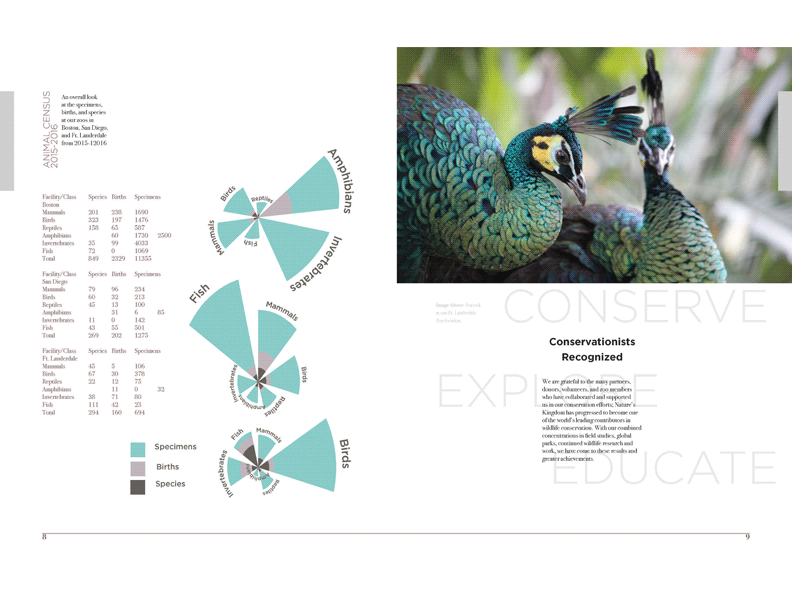 ANIMAL CENSUS
2015-2016
An overall look
at the specimens,
births, and species
at our zoos in
Boston, San Diego,
and Ft. Lauderdale
from 2015-12016
Facility/Class Species Births Specimens
Boston
Mammals 201 238 1690
Birds 323 197 1476
Reptiles 158 65 587
Amphibians 60 1730 2500
Invertebrates 35 99 4033
Fish 72 0 1069
Total 849 2329 11355
Facility/Class Species Births Specimens
San Diego
Mammals 79 96 234
Birds 60 32 213
Reptiles 45 13 100
Amphibians 31 6 85
Invertebrates 11 0 142
Fish 43 55 501
Total 269 202 1275
Facility/Class Species Births Specimens
Ft. Lauderdale
Mammals 45 5 106
Birds 67 30 378
Reptiles 22 12 75
Amphibians 11 0 32
Invertebrates 38 71 80
Fish 111 42 23
Total 294 160 694
Specimens
Births
Species
Amphibians
Birds
Reptiles
Mammals
Fish
Invertebrates
Fish
Mammals
Birds
Invertebrates
Amphibians
Reptiles
Fish
Mammals
Birds
Invertebrates
Amphibians
Reptiles
8
Image Above: Peacock
at our Ft. Lauderdale
CONSERVE
Conservationists
Recognized
EXPLORE
We are grateful to the many partners,
donors, volunteers, and zoo members
who have collaborated and supported
us in our conservation efforts; Nature's
Kingdom has progressed to become one
of the world's leading contributors in
wildlife conservation. With our combined
concentrations in field studies, global
parks, continued wildlife research and
work, we have come to these results and
greater achievements.
EDUCATE
9